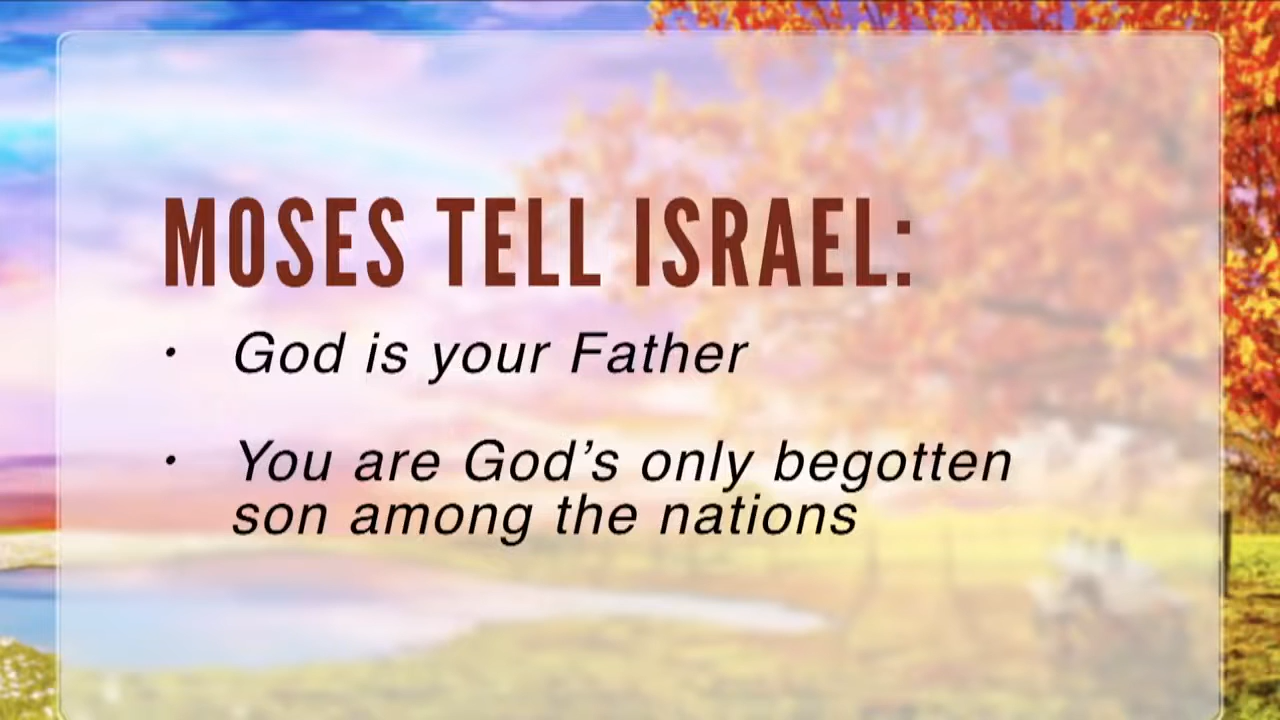 MOSES TELL ISRAEL:
• God is your Father
• You are God’s only begotten
son among the nations